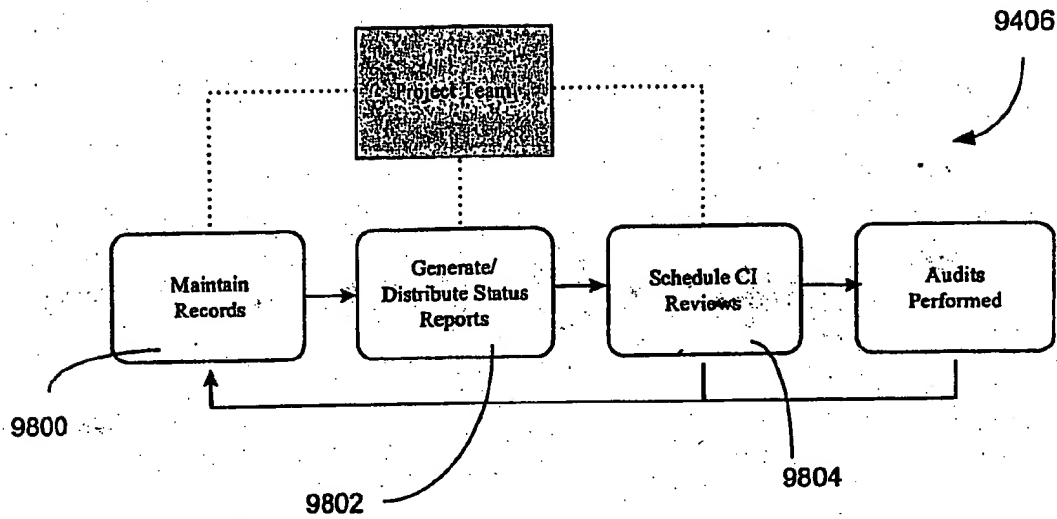 9406
Project Team
Maintain
Records
Generate/
Distribute Status
Reports
Schedule CI
Reviews
Audits
Performed
9800
9802
9804